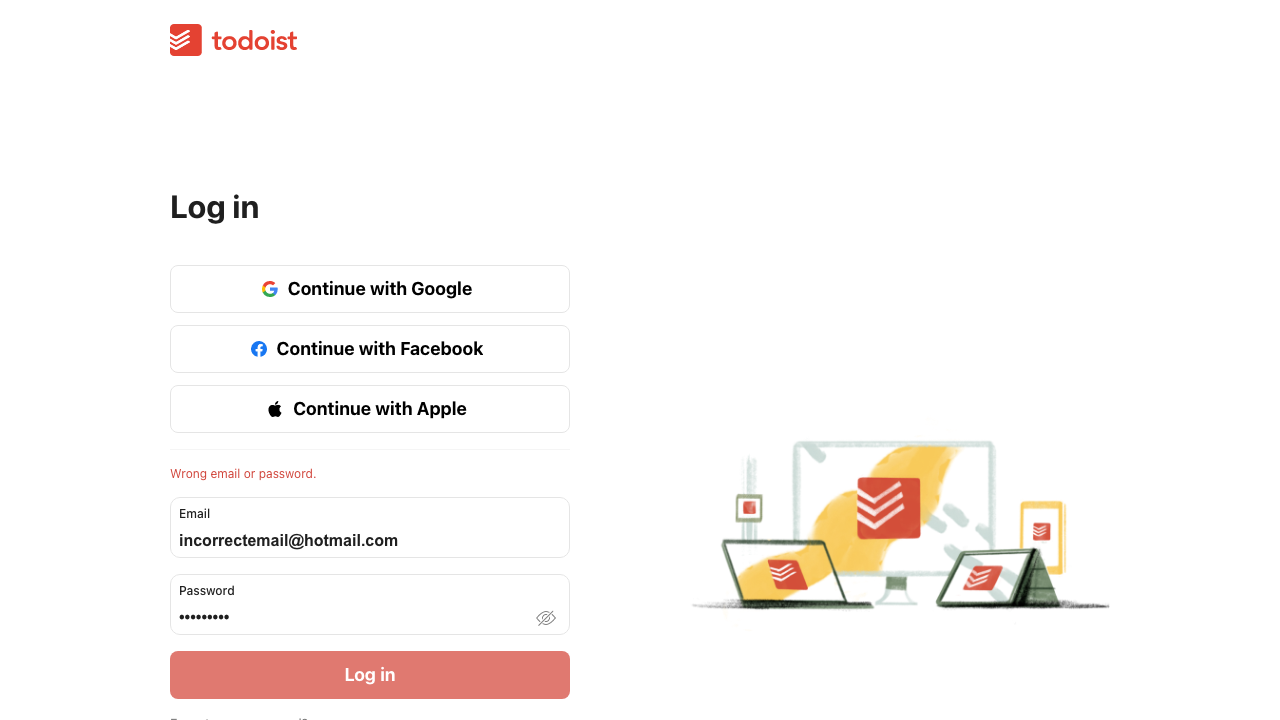 todoist
Log in
Continue with Google
Continue with Facebook
Continue with Apple
Wrong email or password.
Email
incorrectemail@hotmail.com
Password
•••••••••
Log in